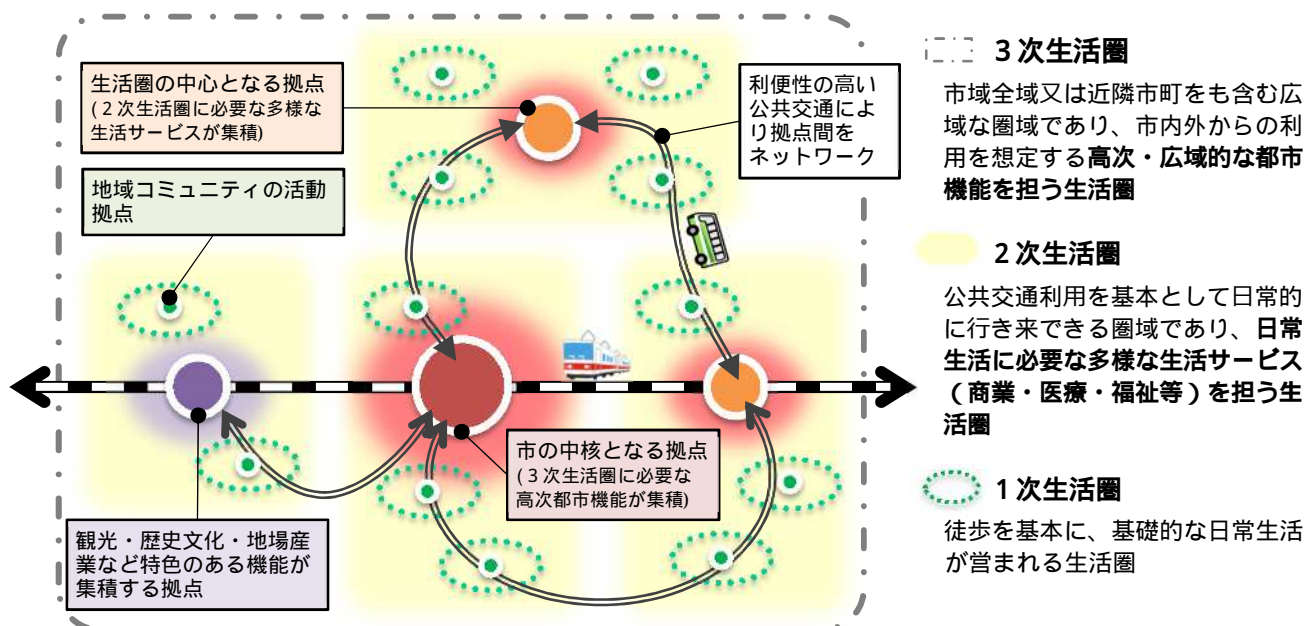 生活圏の中心となる拠点
(２次生活圏に必要な多様な
生活サービスが集積)
地域コミュニティの活動
拠点
利便性の高い
公共交通によ
り拠点間を
ネットワーク
市の中核となる拠点
(３次生活圏に必要な
高次都市機能が集積)
観光・歴史文化・地場産
業など特色のある機能が
集積する拠点
３次生活圏
市域全域又は近隣市町をも含む広
域な圏域であり、市内外からの利
用を想定する高次・広域的な都市
機能を担う生活圏
２次生活圏
公共交通利用を基本として日常的
に行き来できる圏域であり、日常
生活に必要な多様な生活サービス
（商業・医療・福祉等）を担う生
活圏
１次生活圏
徒歩を基本に、基礎的な日常生活
が営まれる生活圏